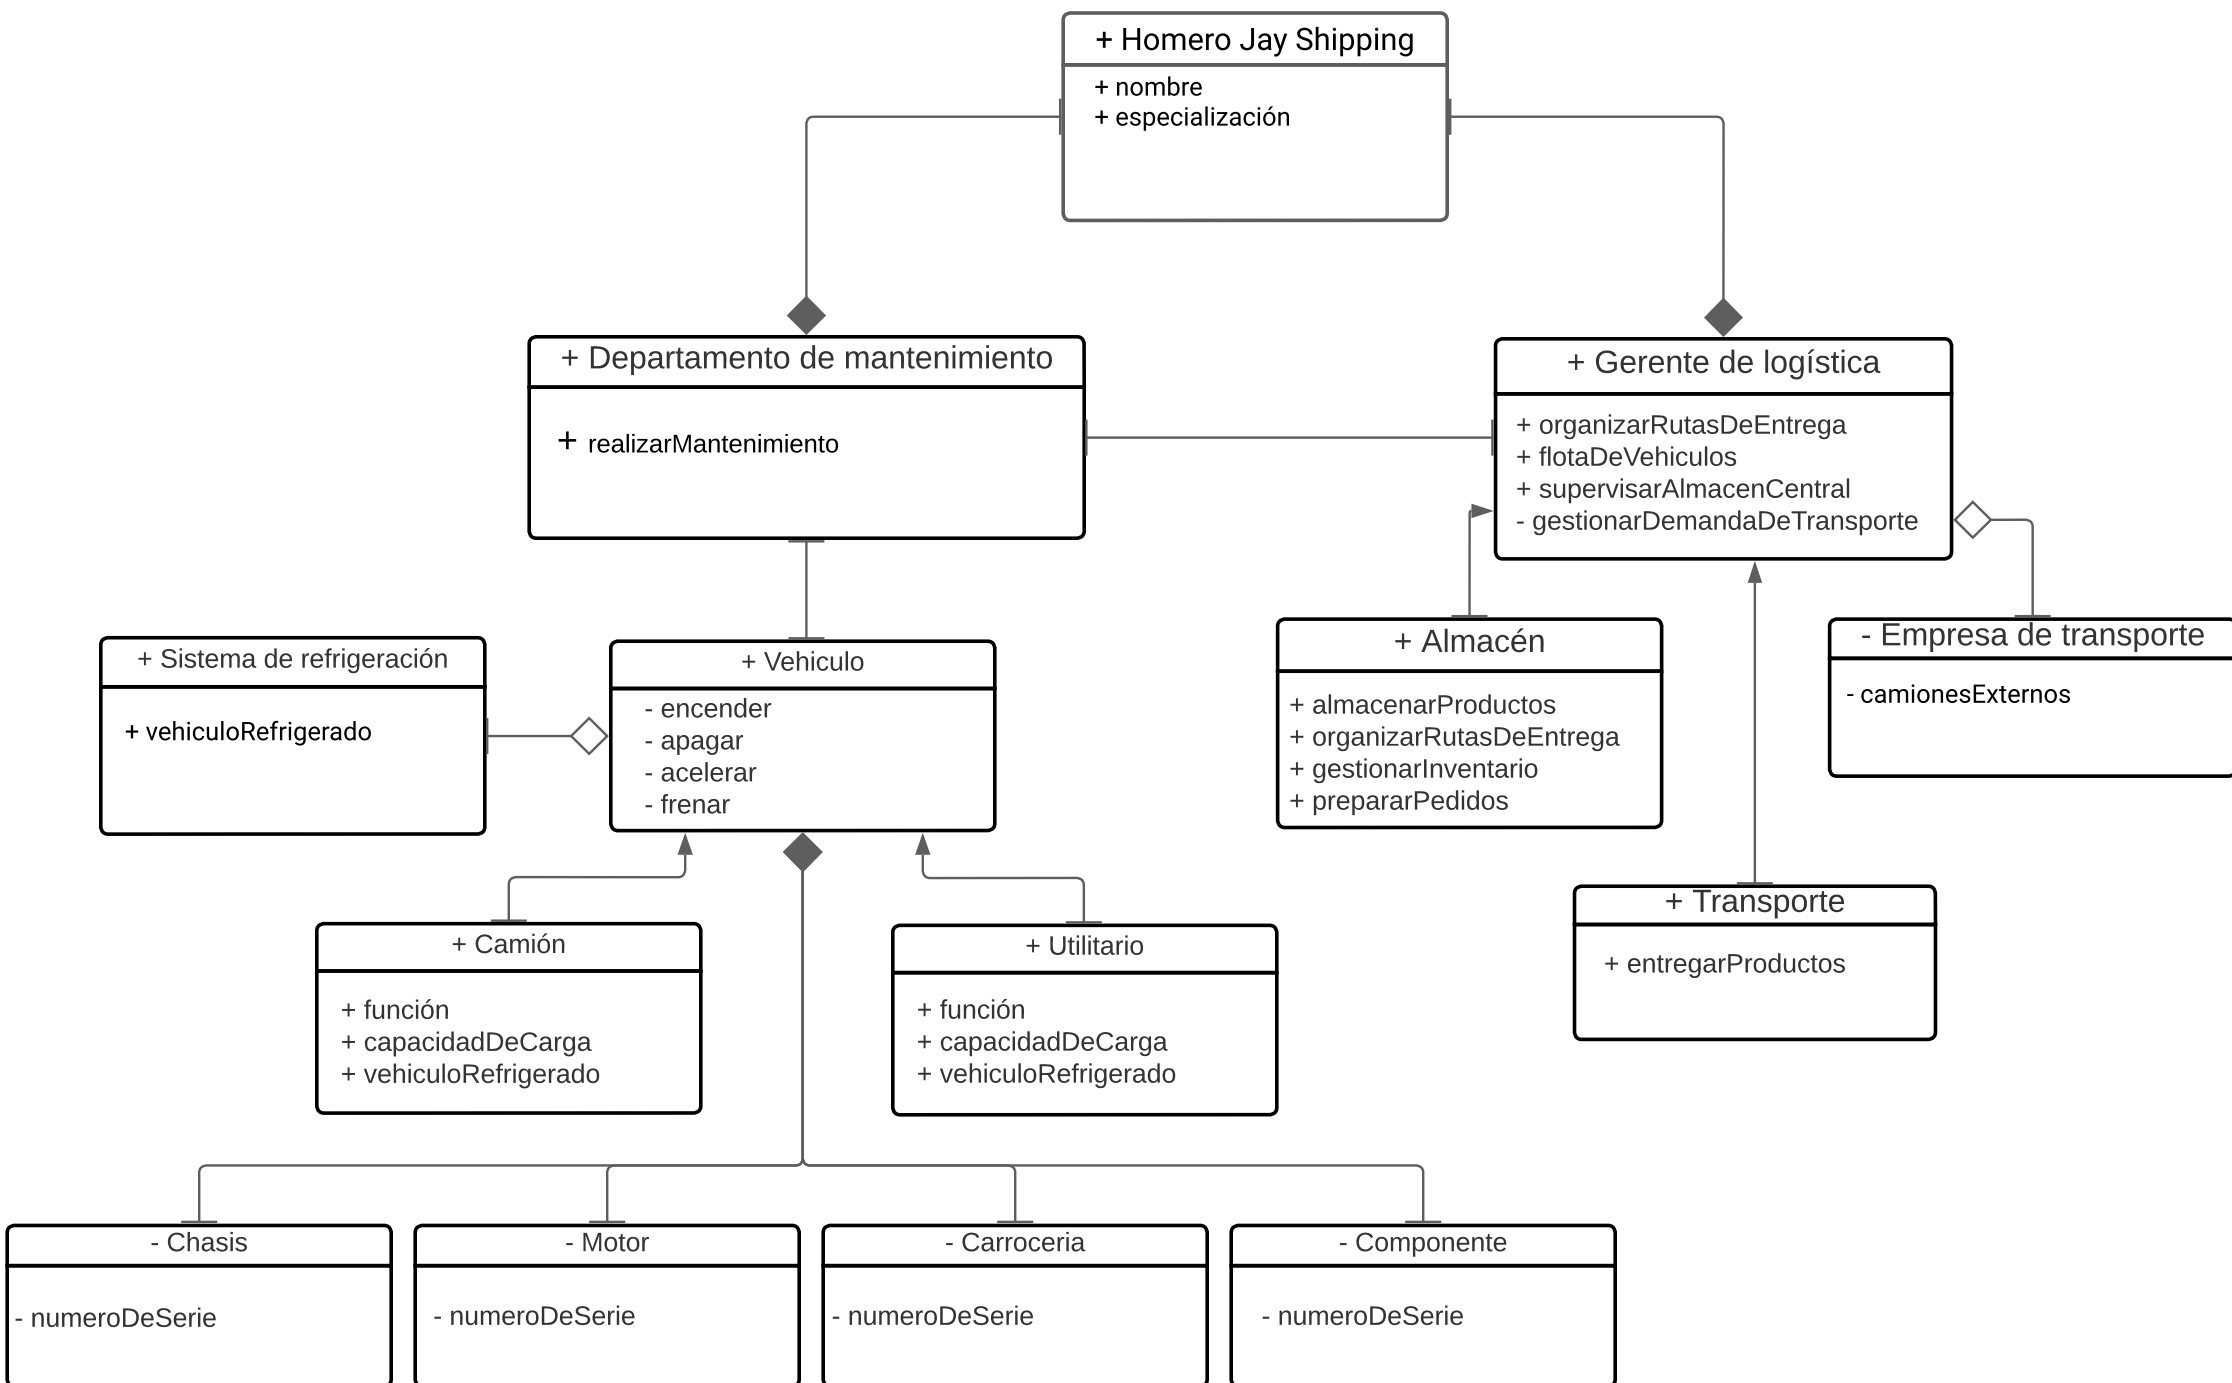 + Homero Jay Shipping
+ nombre
+ especialización
+ Departamento de mantenimiento
+ realizarMantenimiento
+ Gerente de logística
+ organizarRutasDeEntrega
+ flotaDeVehiculos
+ supervisarAlmacenCentral
- gestionarDemandaDeTransporte
+ Sistema de refrigeración
+ vehiculoRefrigerado
+ Vehiculo
- encender
- apagar
- acelerar
- frenar
+ Almacén
+ almacenarProductos
+ organizarRutasDeEntrega
+ gestionarInventario
+ prepararPedidos
- Empresa de transporte
- camionesExternos
+ Camión
+ función
+ capacidadDeCarga
+ vehiculoRefrigerado
+ Utilitario
+ función
+ capacidadDeCarga
+ vehiculoRefrigerado
+ Transporte
+ entregarProductos
- Chasis
- numeroDeSerie
- Motor
- numeroDeSerie
- Carroceria
- numeroDeSerie
- Componente
- numeroDeSerie